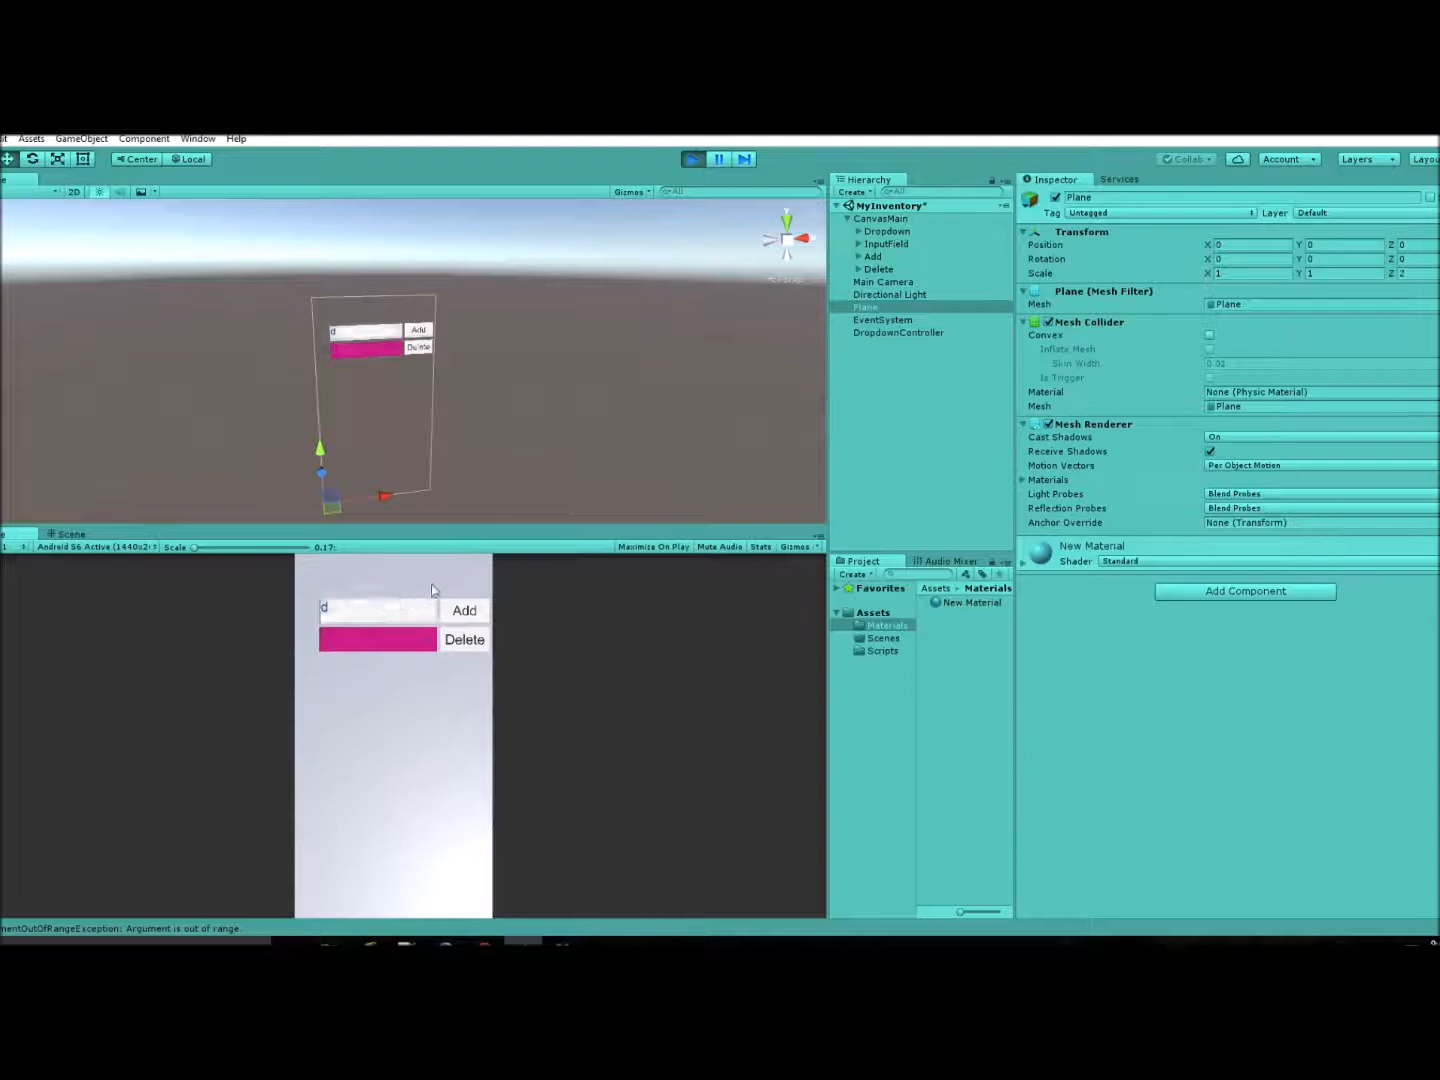 Assets GameObject Component Window Help
Center Local Collab Account Layers Layou
2D Gizmos All
Add
d
Delete
Persp
Scene
Android S6 Active (1440x2 Scale 0.17: Maximize On Play Mute Audio Stats Gizmos
d
Add
Delete
mentOutOfRangeException: Argument is out of range.
Hierarchy
Create All
MyInventory*
CanvasMain
Dropdown
InputField
Add
Delete
Main Camera
Directional Light
Plane
EventSystem
DropdownController
Project Audio Mixer
Create
Favorites
Assets
Materials
Scenes
Scripts
Assets Materials
New Material
Inspector Services
Plane
Tag Untagged Layer Default
Transform
Position X 0 Y 0 Z 0
Rotation X 0 Y 0 Z 0
Scale X 1 Y 1 Z 2
Plane (Mesh Filter)
Mesh Plane
Mesh Collider
Convex
Inflate Mesh
Skin Width
Is Trigger
Material None (Physic Material)
Mesh Plane
Mesh Renderer
Cast Shadows On
Receive Shadows
Motion Vectors Per Object Motion
Materials
Light Probes Blend Probes
Reflection Probes Blend Probes
Anchor Override None (Transform)
New Material
Shader Standard
Add Component